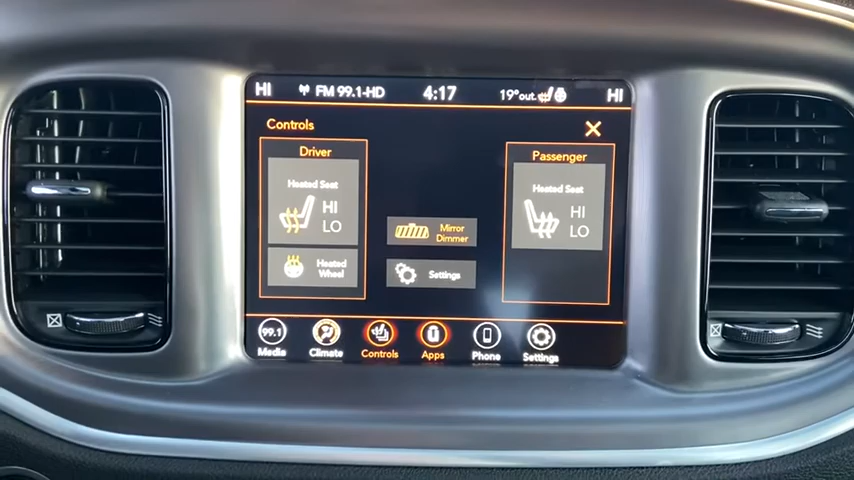 HI FM 99.1-HD 4:17 19°out HI
Controls
Driver
Heated Seat
HI
LO
Heated
Wheel
Mirror
Dimmer
Settings
Passenger
Heated Seat
HI
LO
99.1
Media Climate Controls Apps Phone Settings